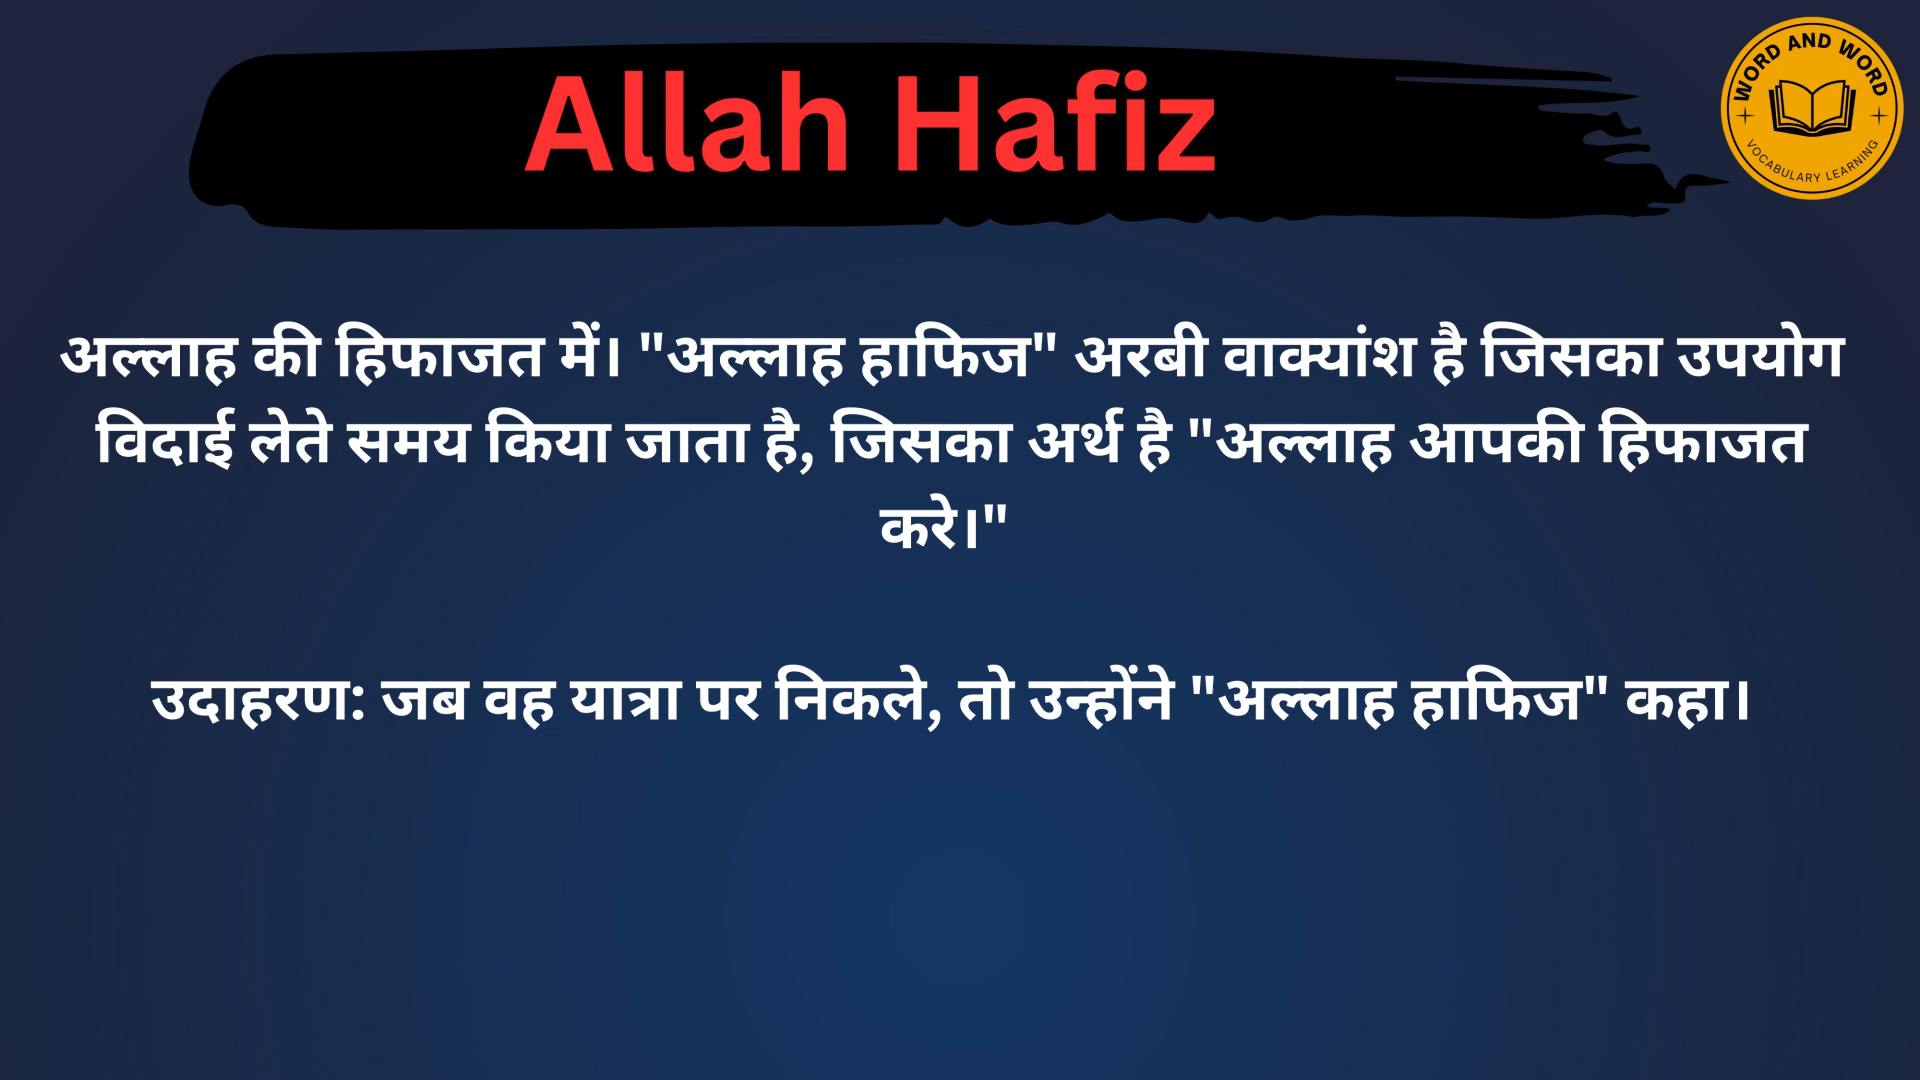 Allah Hafiz
WORD AND WORD
VOCABULARY LEARNING
अल्लाह की हिफाजत में। "अल्लाह हाफिज" अरबी वाक्यांश है जिसका उपयोग
विदाई लेते समय किया जाता है, जिसका अर्थ है "अल्लाह आपकी हिफाजत
करे।"
उदाहरण: जब वह यात्रा पर निकले, तो उन्होंने "अल्लाह हाफिज" कहा।